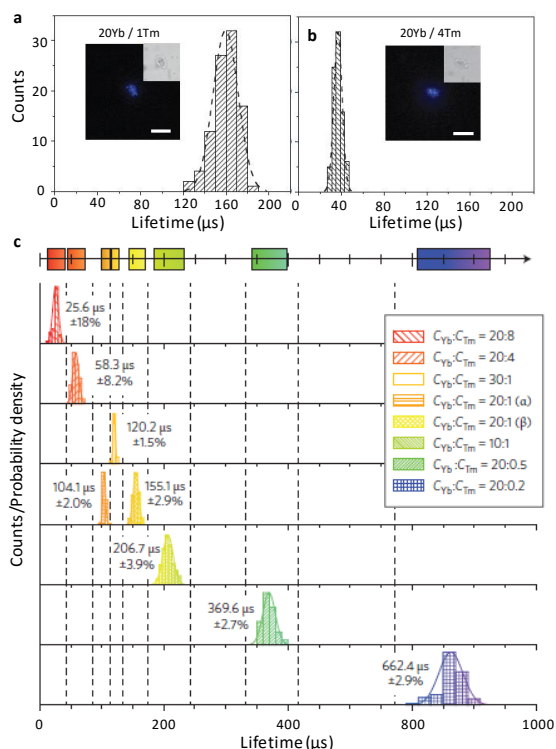 a
20Yb / 1Tm
b
20Yb / 4Tm
Counts
30
20
10
0
0 40 80 120 160 200
0 40 80 120 160 200
Lifetime (µs)
Lifetime (µs)
c
Counts/Probability density
25.6 µs
±18%
58.3 µs
±8.2%
120.2 µs
±1.5%
104.1 µs
±2.0%
155.1 µs
±2.9%
206.7 µs
±3.9%
369.6 µs
±2.7%
662.4 µs
±2.9%
CYb:CTm = 20:8
CYb:CTm = 20:4
CYb:CTm = 30:1
CYb:CTm = 20:1 (α)
CYb:CTm = 20:1 (β)
CYb:CTm = 10:1
CYb:CTm = 20:0.5
CYb:CTm = 20:0.2
0 200 400 600 800 1000
Lifetime (µs)